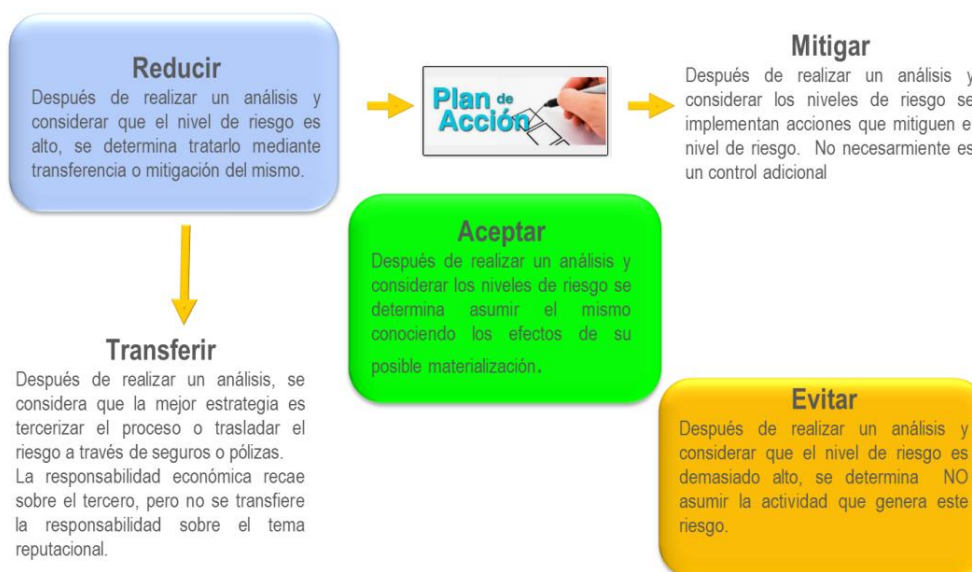 Reducir
Después de realizar un análisis y
considerar que el nivel de riesgo es
alto, se determina tratarlo mediante
transferencia o mitigación del mismo.
Plan de
Acción
Mitigar
Después de realizar un análisis y
considerar los niveles de riesgo se
implementan acciones que mitiguen e
nivel de riesgo. No necesarmiente es
un control adicional
Aceptar
Después de realizar un análisis y
considerar los niveles de riesgo se
determina asumir el mismo
conociendo los efectos de su
posible materialización.
Transferir
Después de realizar un análisis, se
considera que la mejor estrategia es
tercerizar el proceso o trasladar el
riesgo a través de seguros o pólizas.
La responsabilidad económica recae
sobre el tercero, pero no se transfiere
la responsabilidad sobre el tema
reputacional.
Evitar
Después de realizar un análisis y
considerar que el nivel de riesgo es
demasiado alto, se determina NO
asumir la actividad que genera este
riesgo.